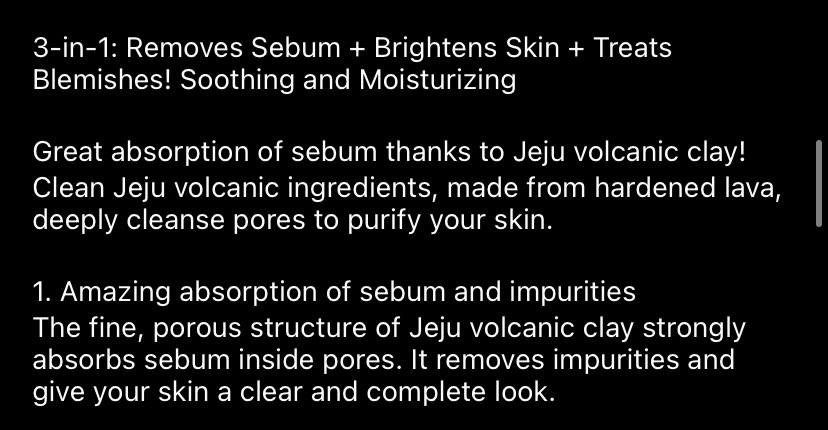 3-in-1: Removes Sebum + Brightens Skin + Treats
Blemishes! Soothing and Moisturizing
Great absorption of sebum thanks to Jeju volcanic clay!
Clean Jeju volcanic ingredients, made from hardened lava,
deeply cleanse pores to purify your skin.
1. Amazing absorption of sebum and impurities
The fine, porous structure of Jeju volcanic clay strongly
absorbs sebum inside pores. It removes impurities and
give your skin a clear and complete look.